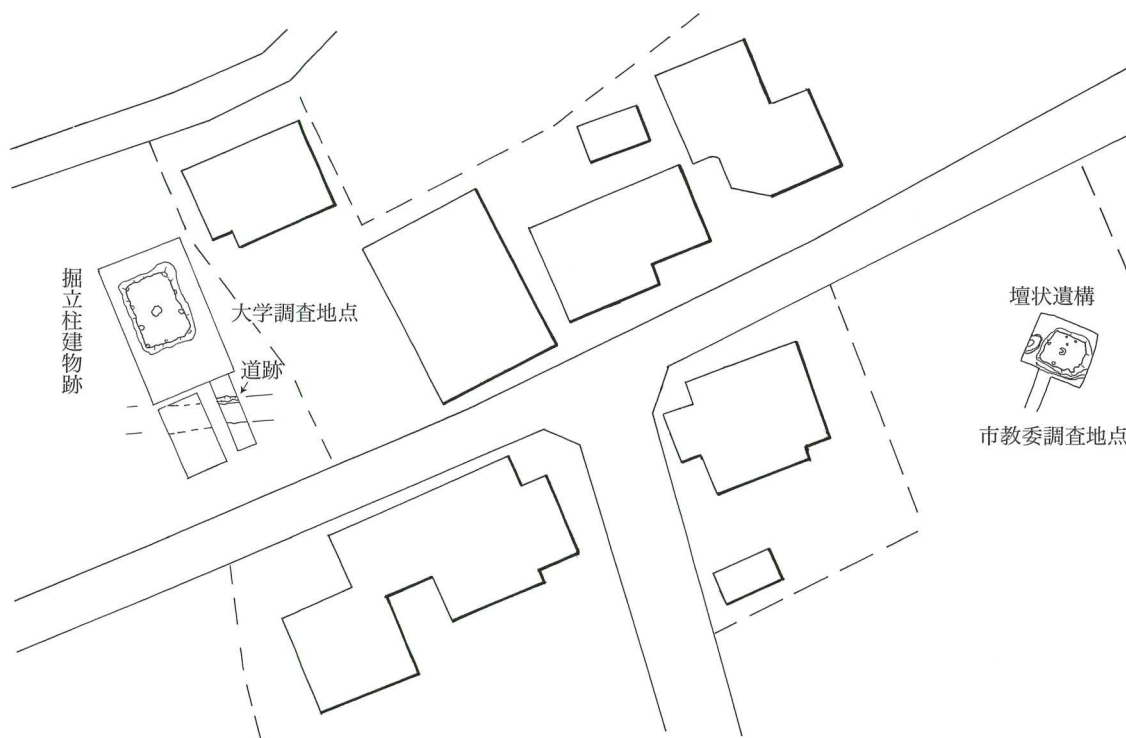 掘立柱建物跡
大学調査地点
道跡
壇状遺構
市教委調査地点